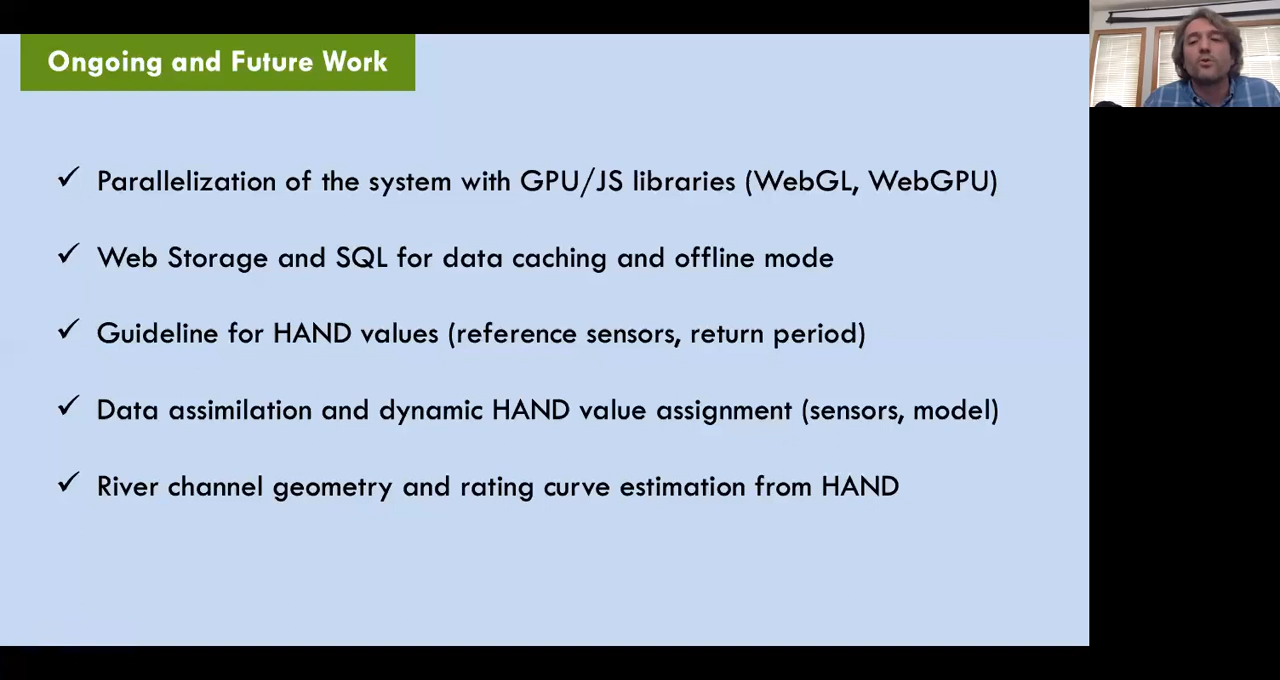 Ongoing and Future Work
✓ Parallelization of the system with GPU/JS libraries (WebGL, WebGPU)
✓ Web Storage and SQL for data caching and offline mode
✓ Guideline for HAND values (reference sensors, return period)
✓ Data assimilation and dynamic HAND value assignment (sensors, model)
✓ River channel geometry and rating curve estimation from HAND